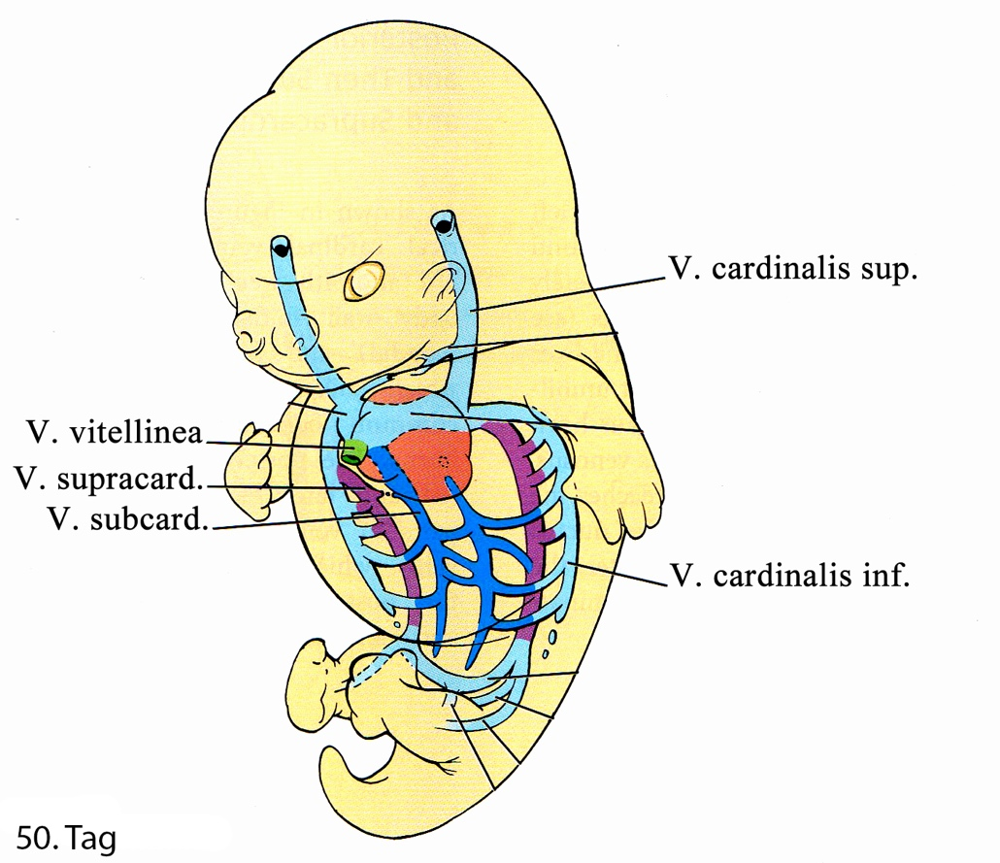 V. cardinalis sup.
V. vitellinea
V. supracard.
V. subcard.
V. cardinalis inf.
50. Tag